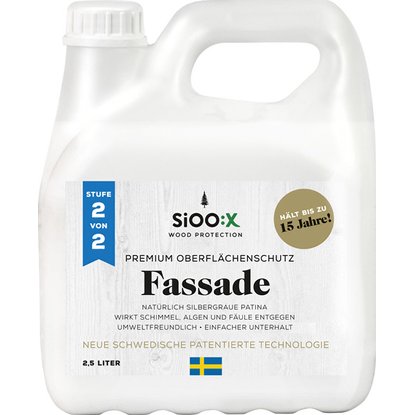 STUFE
2
VON
2
SiOO:X
WOOD PROTECTION
HÄLT BIS ZU
15 Jahre!
PREMIUM OBERFLÄCHENSCHUTZ
Fassade
NATÜRLICH SILBERGRAUE PATINA
WIRKT SCHIMMEL, ALGEN UND FÄULE ENTGEGEN
UMWELTFREUNDLICH • EINFACHER UNTERHALT
NEUE SCHWEDISCHE PATENTIERTE TECHNOLOGIE
2,5 LITER